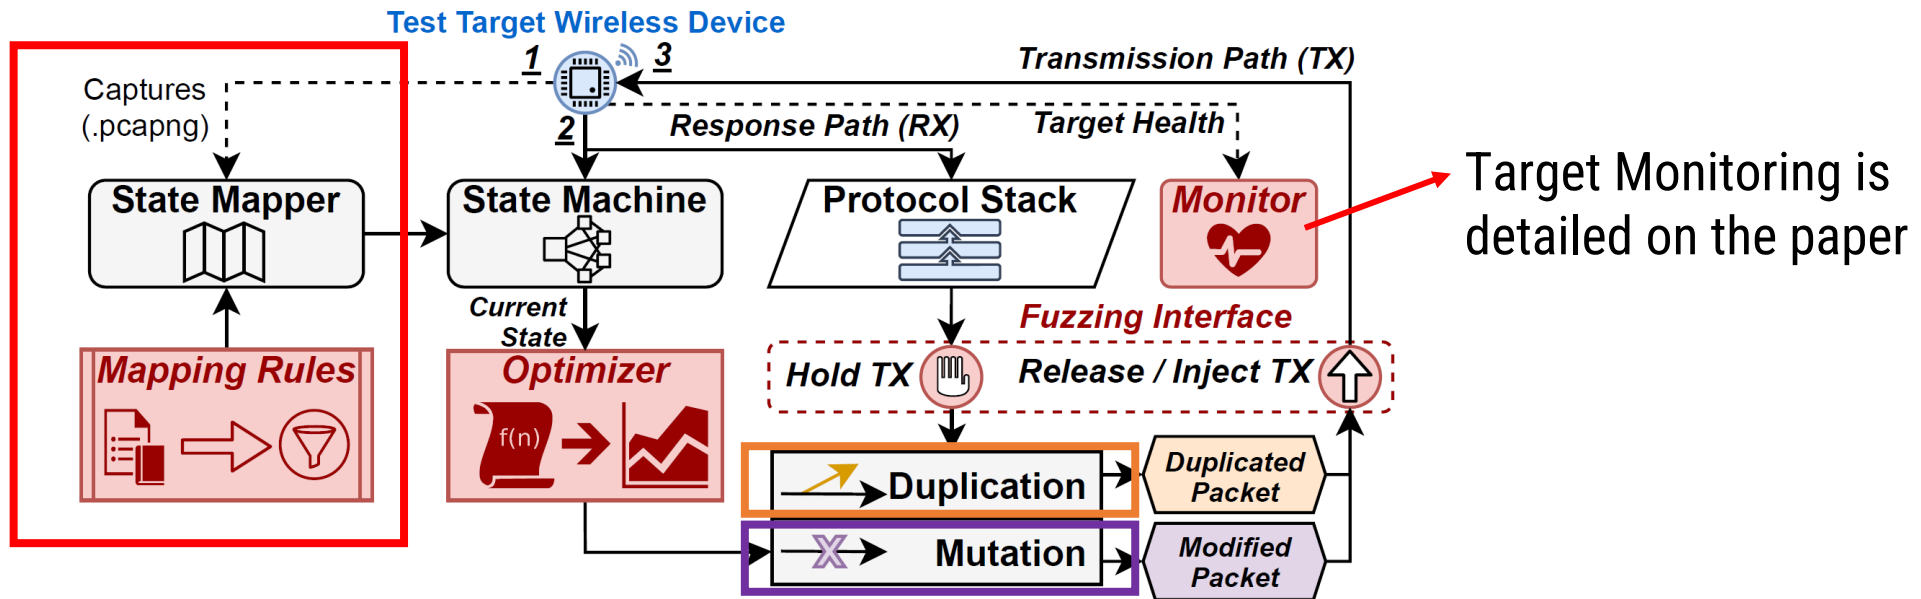 Test Target Wireless Device
1
3
Transmission Path (TX)
Captures
(.pcapng)
2
Response Path (RX)
Target Health
State Mapper
State Machine
Protocol Stack
Monitor
Target Monitoring is
detailed on the paper
Current
State
Fuzzing Interface
Mapping Rules
Optimizer
Hold TX
Release / Inject TX
f(n)
Duplication
Duplicated
Packet
X
Mutation
Modified
Packet